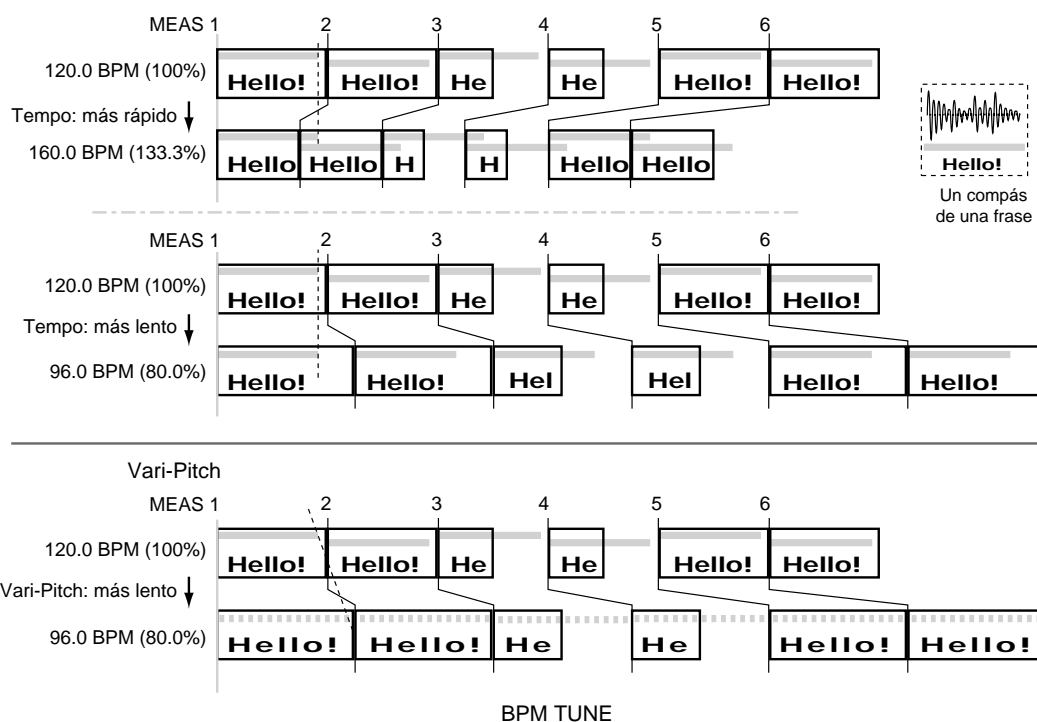 MEAS 1 2 3 4 5 6
120.0 BPM (100%) Hello! Hello! He He Hello! Hello!
Tempo: más rápido
160.0 BPM (133.3%) Hello Hello H H Hello Hello
Hello!
Un compás
de una frase
MEAS 1 2 3 4 5 6
120.0 BPM (100%) Hello! Hello! He He Hello! Hello!
Tempo: más lento
96.0 BPM (80.0%) Hello! Hello! Hel Hel Hello! Hello!
Vari-Pitch
MEAS 1 2 3 4 5 6
120.0 BPM (100%) Hello! Hello! He He Hello! Hello!
Vari-Pitch: más lento
96.0 BPM (80.0%) Hello! Hello! He He Hello! Hello!
BPM TUNE